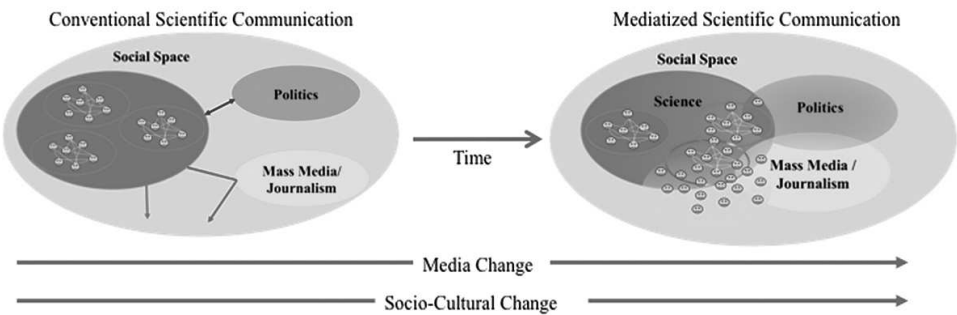 Conventional Scientific Communication
Mediatized Scientific Communication
Social Space
Politics
Mass Media/
Journalism
Time
Social Space
Science
Politics
Mass Media /
Journalism
Media Change
Socio-Cultural Change